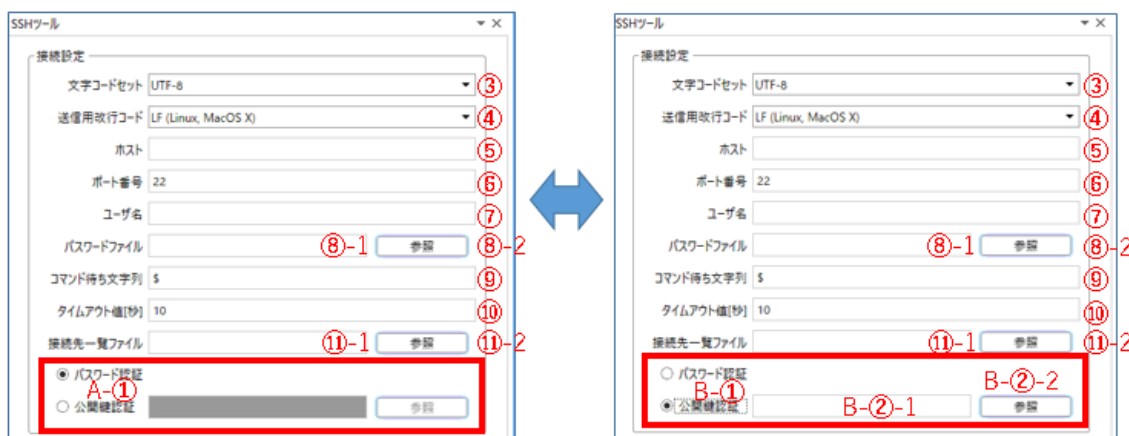 SSHツール
接続設定
文字コードセット UTF-8 ③
送信用改行コード LF (Linux, MacOS X) ④
ホスト ⑤
ポート番号 22 ⑥
ユーザ名 ⑦
パスワードファイル ⑧-1 参照 ⑧-2
コマンド待ち文字列 $ ⑨
タイムアウト値[秒] 10 ⑩
接続先一覧ファイル ⑪-1 参照 ⑪-2
パスワード認証
A-①
公開鍵認証 参照
SSHツール
接続設定
文字コードセット UTF-8 ③
送信用改行コード LF (Linux, MacOS X) ④
ホスト ⑤
ポート番号 22 ⑥
ユーザ名 ⑦
パスワードファイル ⑧-1 参照 ⑧-2
コマンド待ち文字列 $ ⑨
タイムアウト値[秒] 10 ⑩
接続先一覧ファイル ⑪-1 参照 ⑪-2
パスワード認証 B-②-2
B-①
公開鍵認証 B-②-1 参照